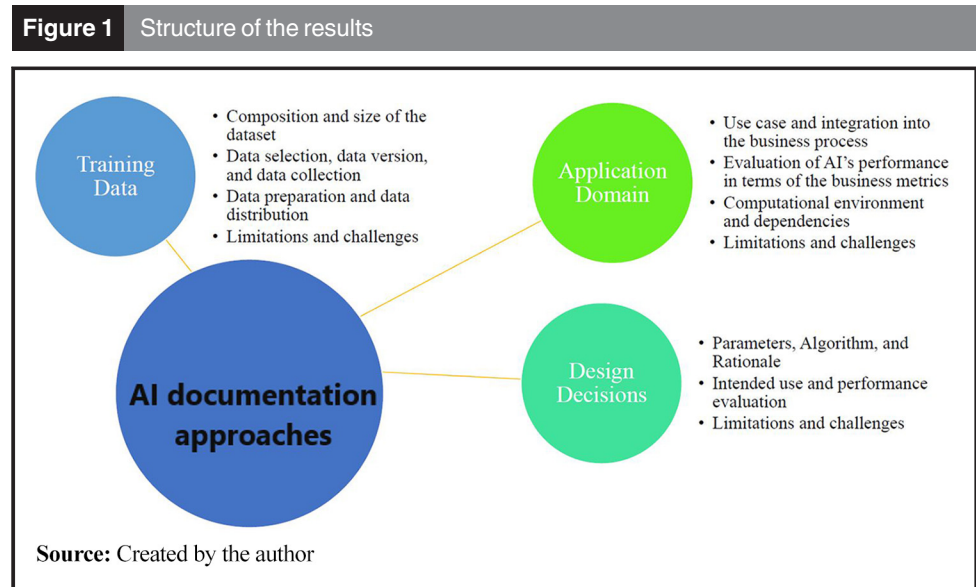 Figure 1 Structure of the results
Training
Data
• Composition and size of the
dataset
• Data selection, data version,
and data collection
• Data preparation and data
distribution
• Limitations and challenges
Application
Domain
• Use case and integration into
the business process
• Evaluation of AI's performance
in terms of the business metrics
• Computational environment
and dependencies
• Limitations and challenges
AI documentation
approaches
Design
Decisions
• Parameters, Algorithm, and
Rationale
• Intended use and performance
evaluation
• Limitations and challenges
Source: Created by the author